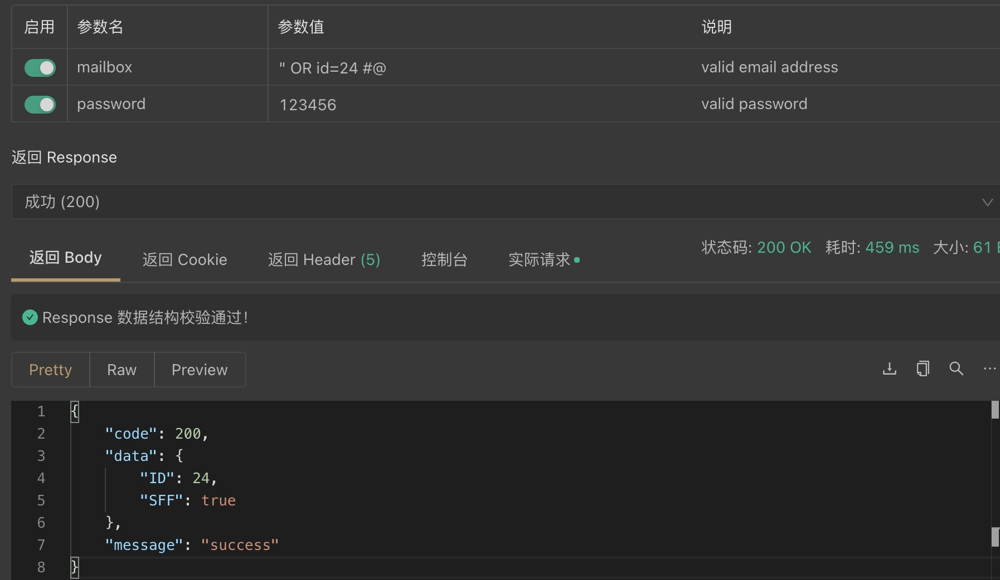 启用 参数名 参数值 说明
mailbox " OR id=24 #@ valid email address
password 123456 valid password
返回 Response
成功 (200)
返回 Body 返回 Cookie 返回 Header (5) 控制台 实际请求 状态码: 200 OK 耗时: 459 ms 大小: 61
Response 数据结构校验通过!
Pretty Raw Preview
1 {
2 "code": 200,
3 "data": {
4 "ID": 24,
5 "SFF": true
6 },
7 "message": "success"
8 }